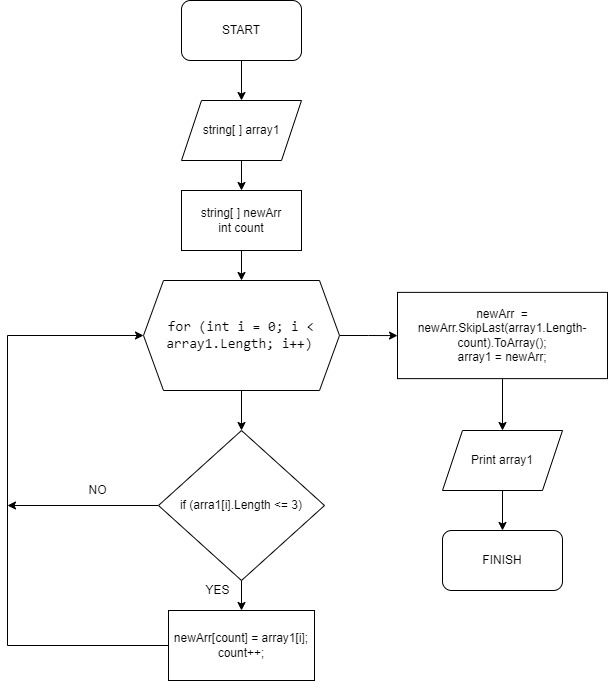 START
string[ ] array1
string[ ] newArr
int count
for (int i = 0; i <
array1.Length; i++)
newArr  =
newArr.SkipLast(array1.Length-
count).ToArray();
array1 = newArr;
Print array1
FINISH
if (arra1[i].Length <= 3)
NO
YES
newArr[count] = array1[i];
count++;